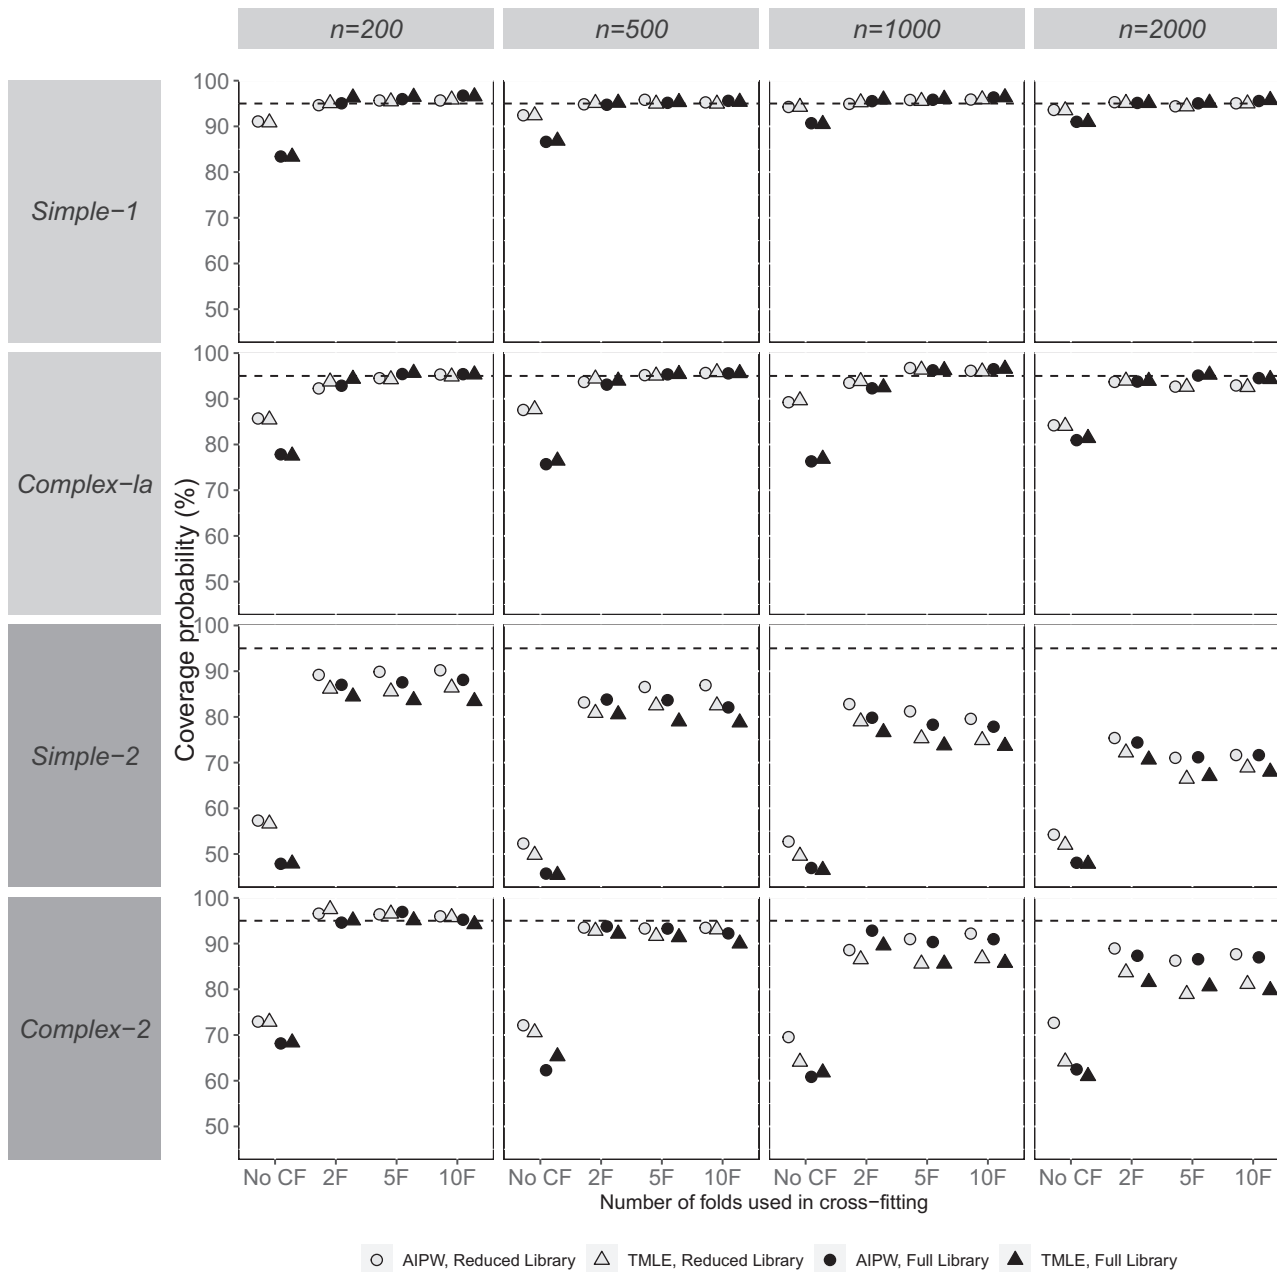 n=200 n=500 n=1000 n=2000
Simple−1
100
90
80
70
60
50
Complex−la
100
90
80
70
60
50
Coverage probability (%)
Simple−2
100
90
80
70
60
50
Complex−2
100
90
80
70
60
50
No CF 2F 5F 10F No CF 2F 5F 10F No CF 2F 5F 10F No CF 2F 5F 10F
Number of folds used in cross−fitting
AIPW, Reduced Library TMLE, Reduced Library AIPW, Full Library TMLE, Full Library